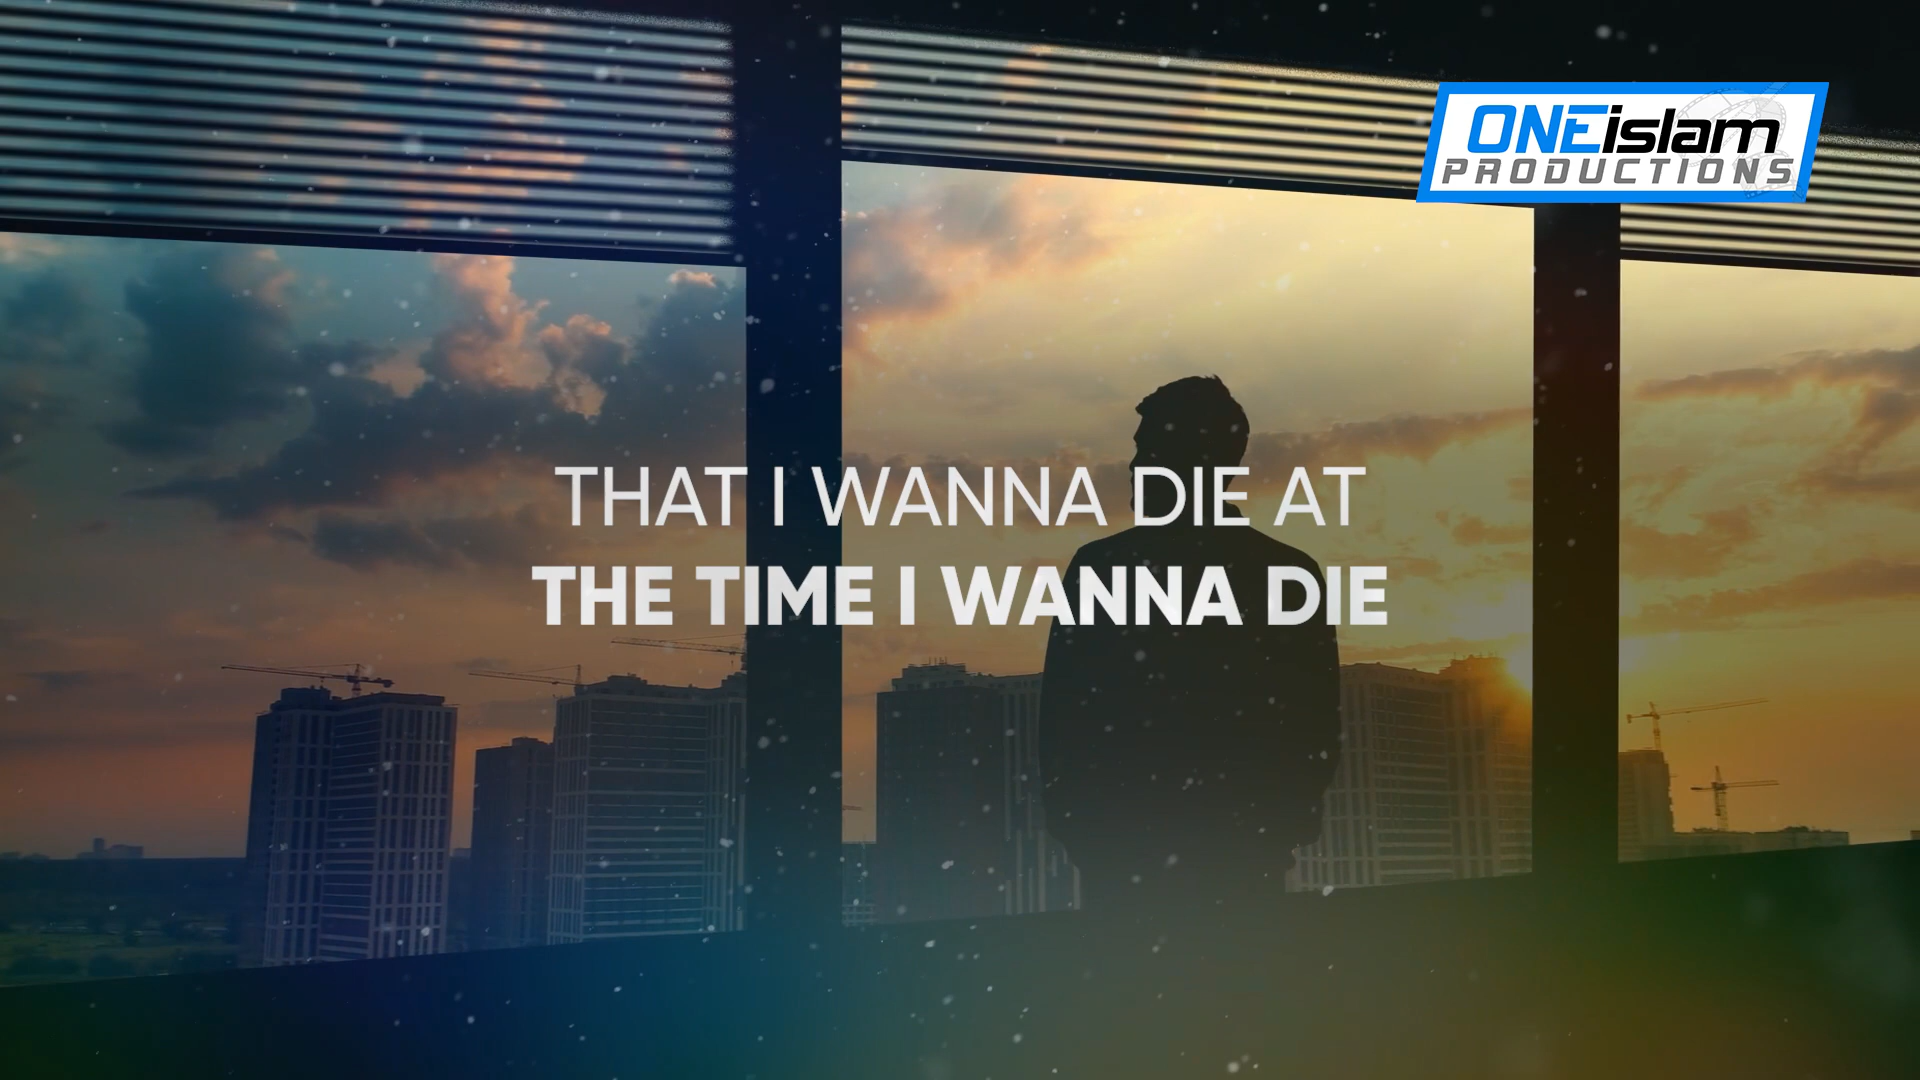 ONEislam
PRODUCTIONS
THAT I WANNA DIE AT
THE TIME I WANNA DIE